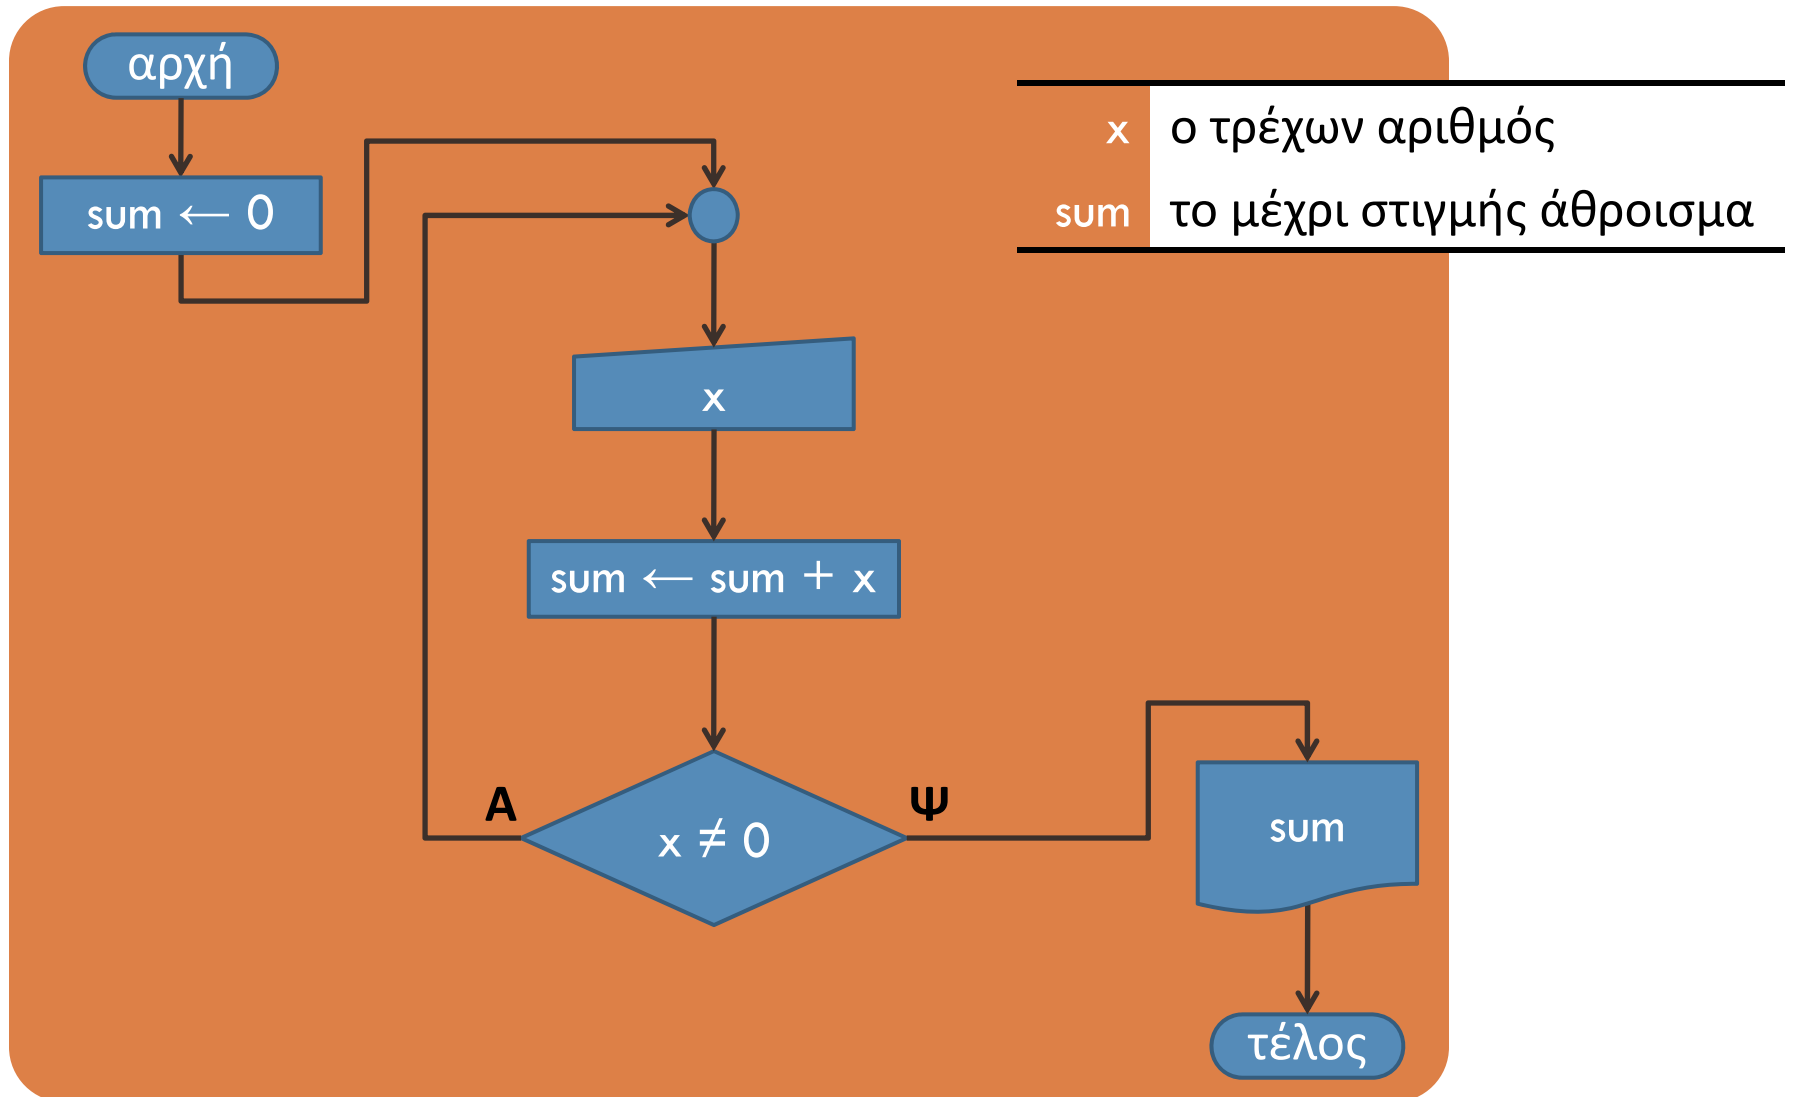 αρχή
sum ← 0
x ο τρέχων αριθμός
sum το μέχρι στιγμής άθροισμα
x
sum ← sum + x
A
x ≠ 0
Ψ
sum
τέλος